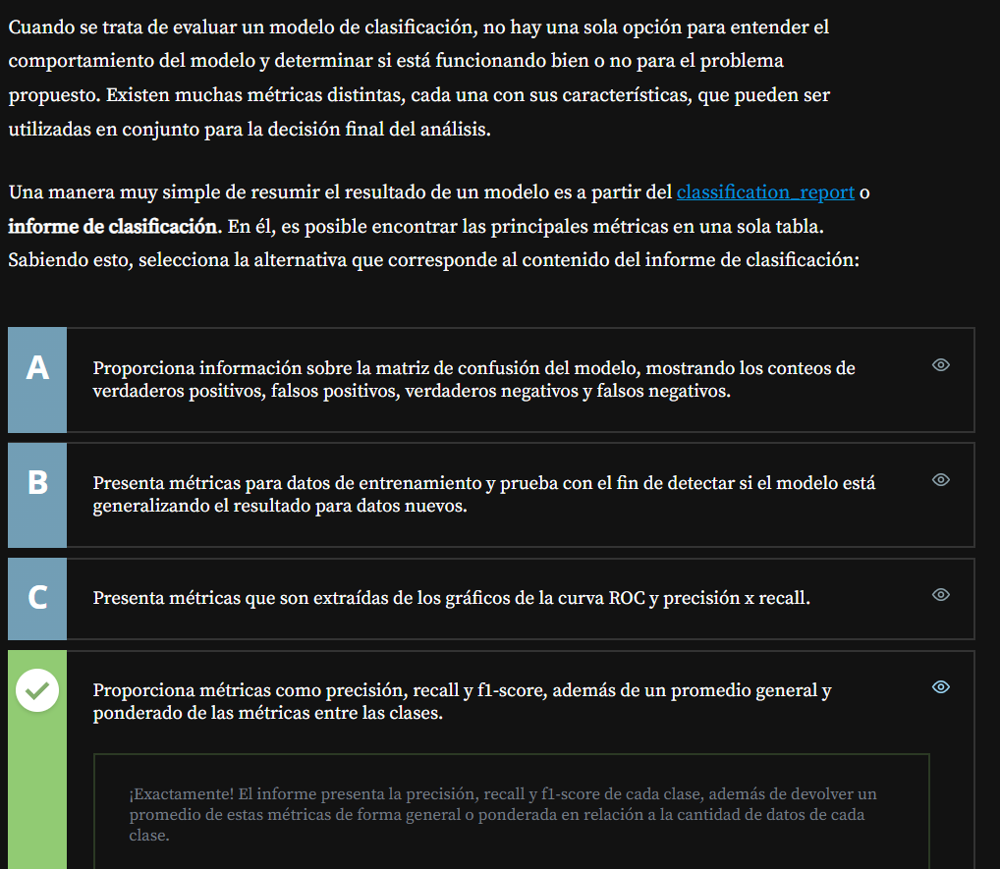 Cuando se trata de evaluar un modelo de clasificación, no hay una sola opción para entender el
comportamiento del modelo y determinar si está funcionando bien o no para el problema
propuesto. Existen muchas métricas distintas, cada una con sus características, que pueden ser
utilizadas en conjunto para la decisión final del análisis.
Una manera muy simple de resumir el resultado de un modelo es a partir del classification_report o
informe de clasificación. En él, es posible encontrar las principales métricas en una sola tabla.
Sabiendo esto, selecciona la alternativa que corresponde al contenido del informe de clasificación:
A
Proporciona información sobre la matriz de confusión del modelo, mostrando los conteos de
verdaderos positivos, falsos positivos, verdaderos negativos y falsos negativos.
B
Presenta métricas para datos de entrenamiento y prueba con el fin de detectar si el modelo está
generalizando el resultado para datos nuevos.
C
Presenta métricas que son extraídas de los gráficos de la curva ROC y precisión x recall.
Proporciona métricas como precisión, recall y f1-score, además de un promedio general y
ponderado de las métricas entre las clases.
¡Exactamente! El informe presenta la precisión, recall y f1-score de cada clase, además de devolver un
promedio de estas métricas de forma general o ponderada en relación a la cantidad de datos de cada
clase.